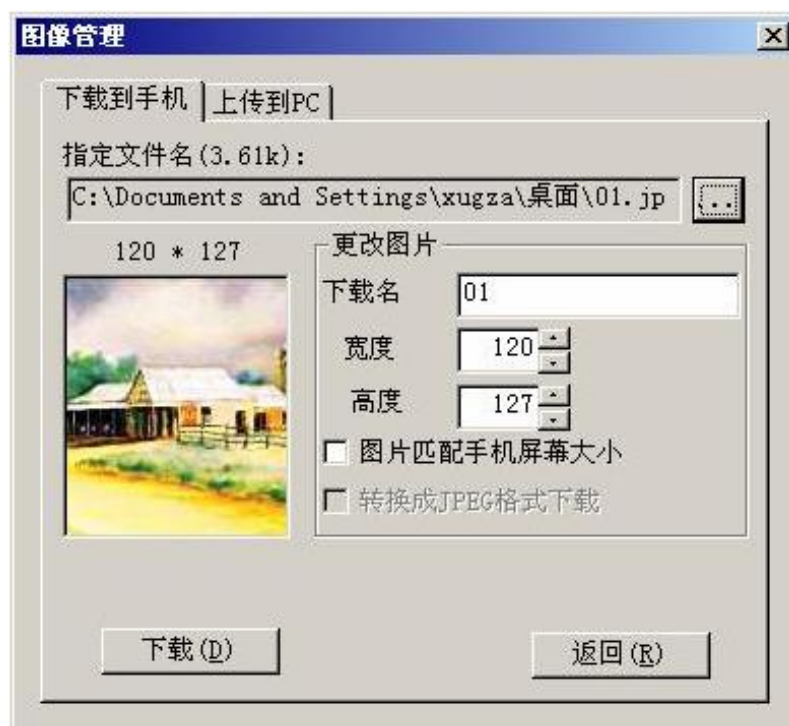 图像管理
下载到手机 上传到PC
指定文件名(3.61k):
C:\Documents and Settings\xugza\桌面\01.jp ...
120 * 127
更改图片
下载名 01
宽度 120
高度 127
图片匹配手机屏幕大小
转换成JPEG格式下载
下载(D) 返回(R)